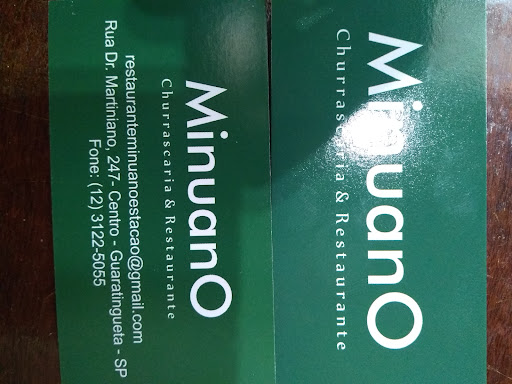 MinuanO
Churrascaria & Restaurante
MinuanO
Churrascaria & Restaurante
restauranteminuanoestacao@gmail.com
Rua Dr. Martiniano, 247- Centro - Guaratingueta - SP
Fone: (12) 3122-5055